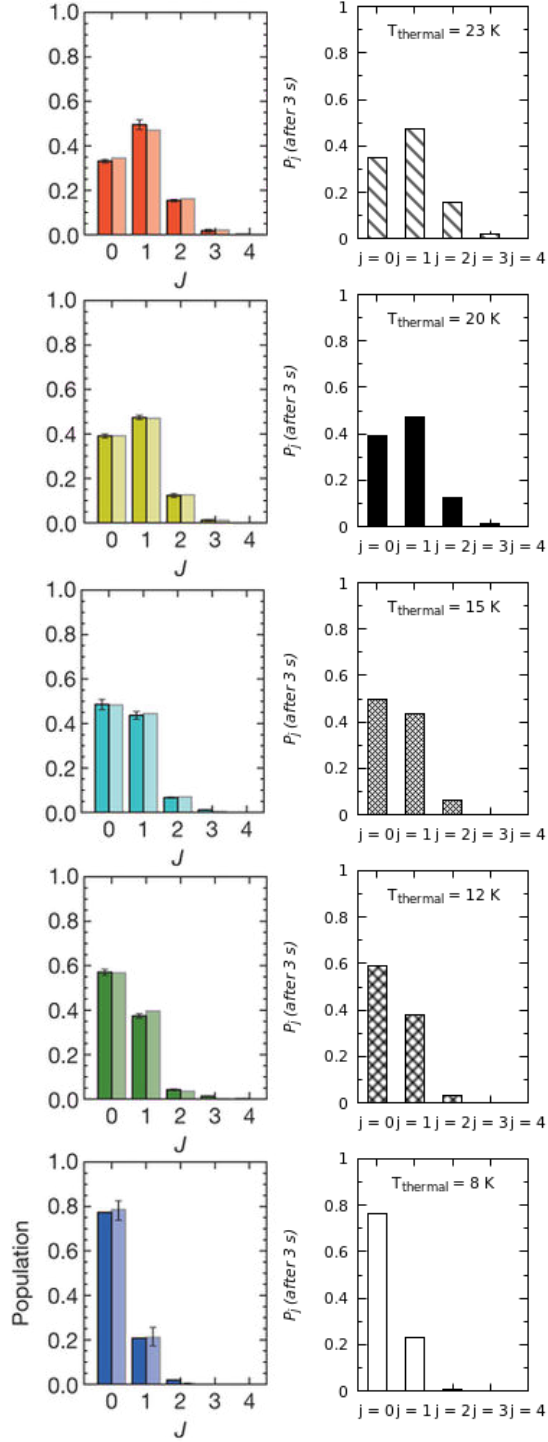 1.0
0.8
0.6
0.4
0.2
0.0
0 1 2 3 4
J
P_j (after 3 s)
1
0.8
0.6
0.4
0.2
0
T_thermal = 23 K
j = 0 j = 1 j = 2 j = 3 j = 4
1.0
0.8
0.6
0.4
0.2
0.0
0 1 2 3 4
J
P_j (after 3 s)
1
0.8
0.6
0.4
0.2
0
T_thermal = 20 K
j = 0 j = 1 j = 2 j = 3 j = 4
1.0
0.8
0.6
0.4
0.2
0.0
0 1 2 3 4
J
P_j (after 3 s)
1
0.8
0.6
0.4
0.2
0
T_thermal = 15 K
j = 0 j = 1 j = 2 j = 3 j = 4
1.0
0.8
0.6
0.4
0.2
0.0
0 1 2 3 4
J
P_j (after 3 s)
1
0.8
0.6
0.4
0.2
0
T_thermal = 12 K
j = 0 j = 1 j = 2 j = 3 j = 4
Population
1.0
0.8
0.6
0.4
0.2
0.0
0 1 2 3 4
J
P_j (after 3 s)
1
0.8
0.6
0.4
0.2
0
T_thermal = 8 K
j = 0 j = 1 j = 2 j = 3 j = 4